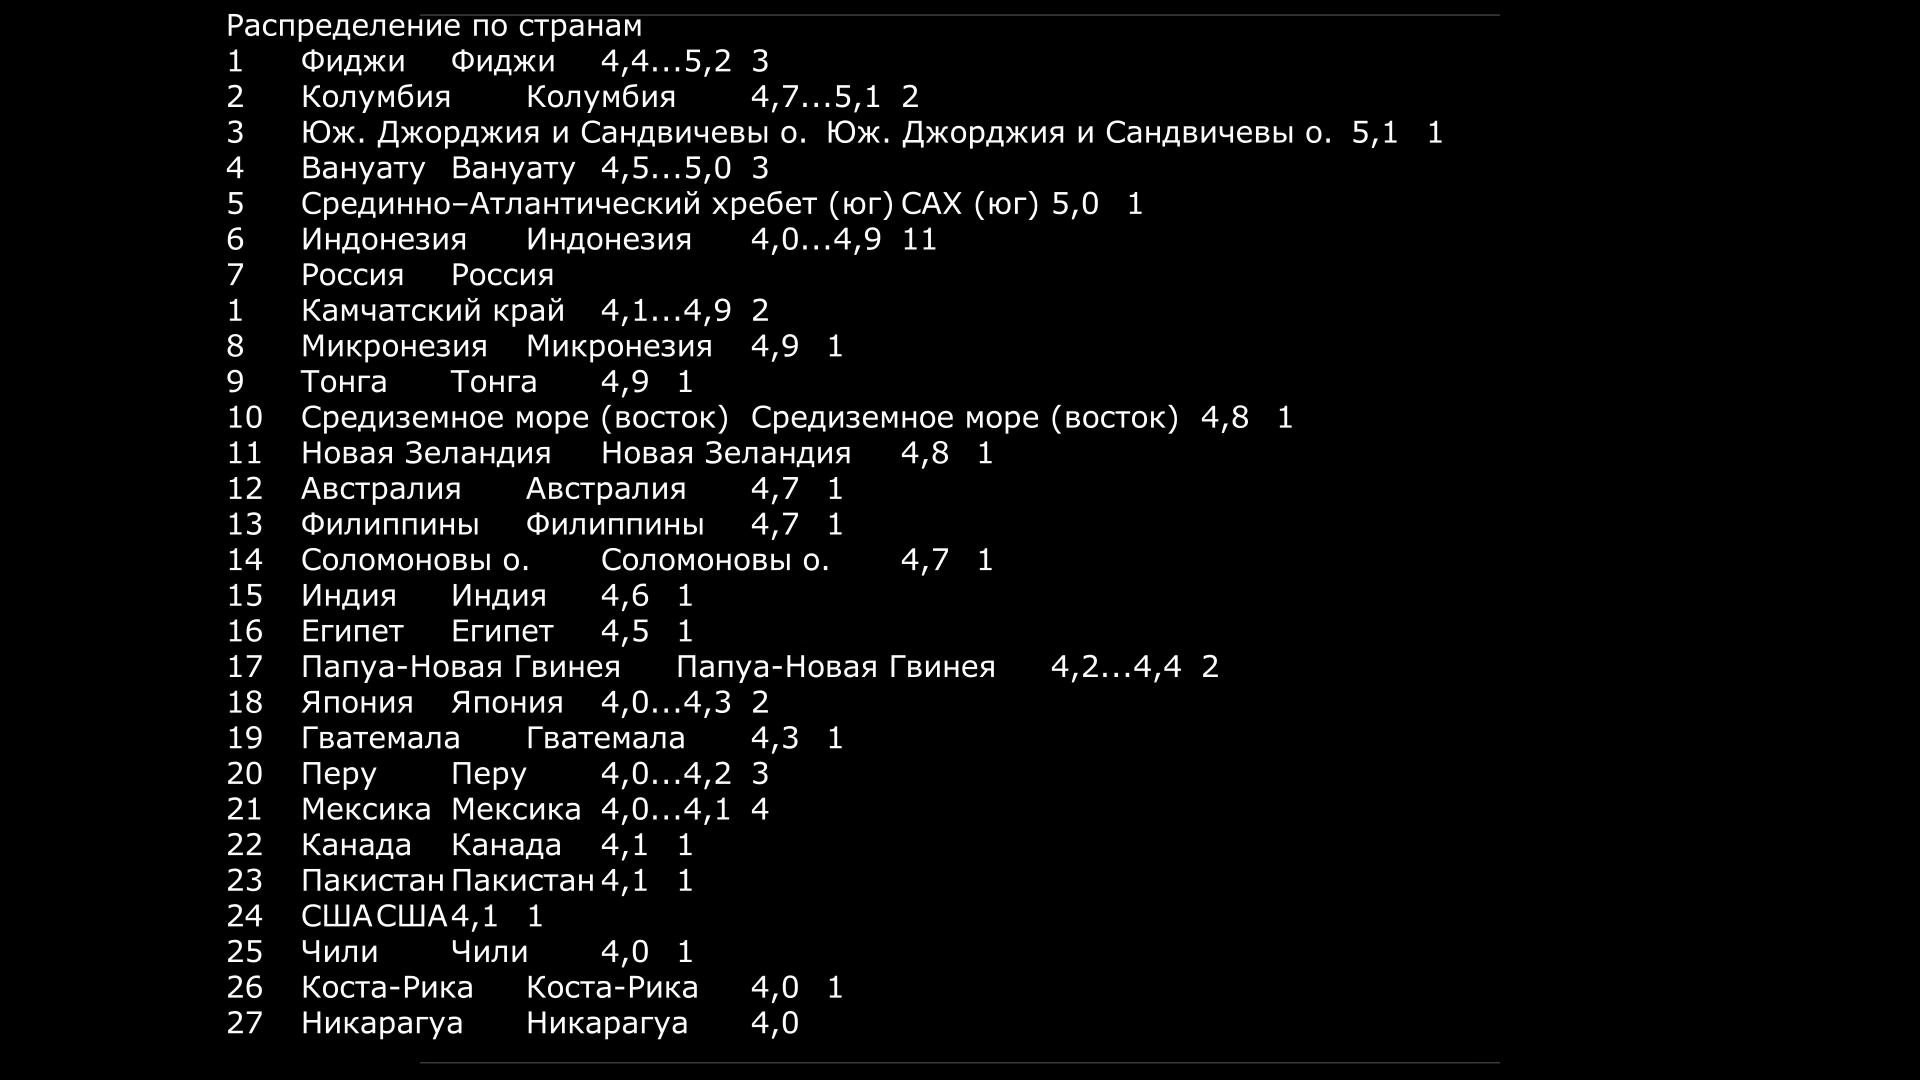 Распределение по странам
1 Фиджи Фиджи 4,4...5,2 3
2 Колумбия Колумбия 4,7...5,1 2
3 Юж. Джорджия и Сандвичевы о. Юж. Джорджия и Сандвичевы о. 5,1 1
4 Вануату Вануату 4,5...5,0 3
5 Срединно–Атлантический хребет (юг) САХ (юг) 5,0 1
6 Индонезия Индонезия 4,0...4,9 11
7 Россия Россия
1 Камчатский край 4,1...4,9 2
8 Микронезия Микронезия 4,9 1
9 Тонга Тонга 4,9 1
10 Средиземное море (восток) Средиземное море (восток) 4,8 1
11 Новая Зеландия Новая Зеландия 4,8 1
12 Австралия Австралия 4,7 1
13 Филиппины Филиппины 4,7 1
14 Соломоновы о. Соломоновы о. 4,7 1
15 Индия Индия 4,6 1
16 Египет Египет 4,5 1
17 Папуа-Новая Гвинея Папуа-Новая Гвинея 4,2...4,4 2
18 Япония Япония 4,0...4,3 2
19 Гватемала Гватемала 4,3 1
20 Перу Перу 4,0...4,2 3
21 Мексика Мексика 4,0...4,1 4
22 Канада Канада 4,1 1
23 Пакистан Пакистан 4,1 1
24 США США 4,1 1
25 Чили Чили 4,0 1
26 Коста-Рика Коста-Рика 4,0 1
27 Никарагуа Никарагуа 4,0